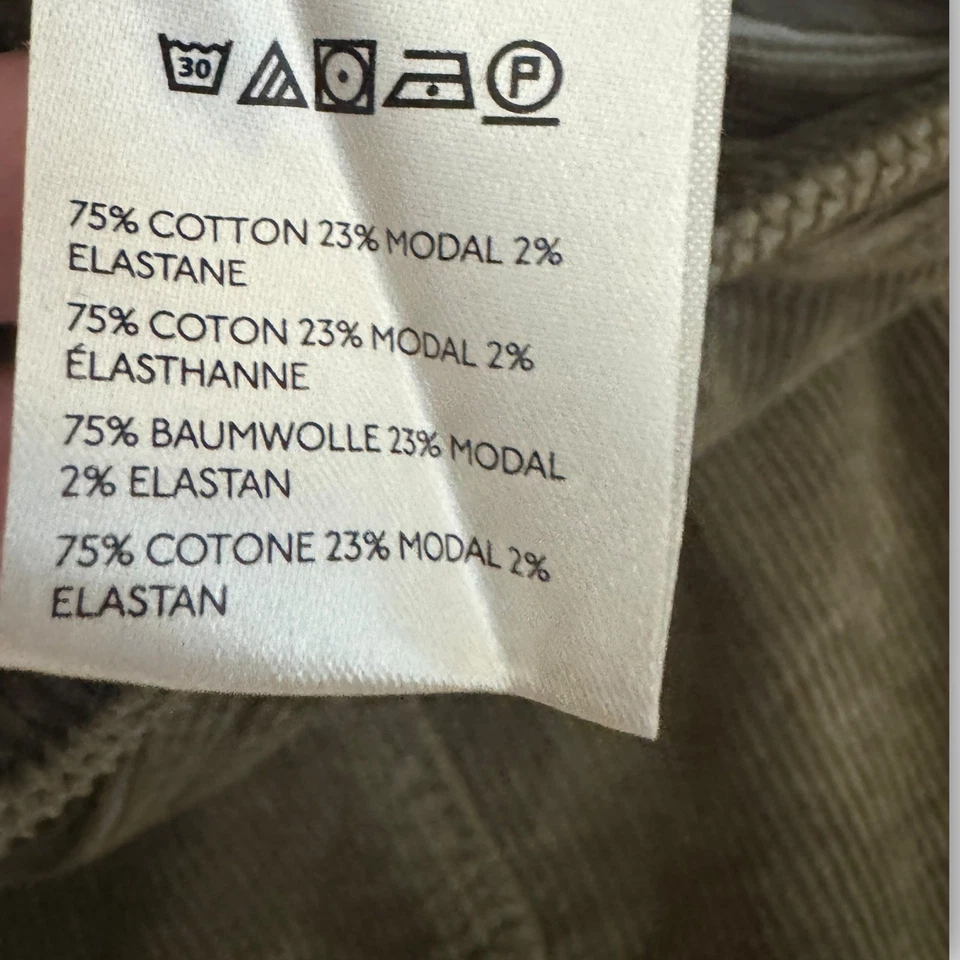 30 P
75% COTTON 23% MODAL 2%
ELASTANE
75% COTON 23% MODAL 2%
ÉLASTHANNE
75% BAUMWOLLE 23% MODAL
2% ELASTAN
75% COTONE 23% MODAL 2%
ELASTAN